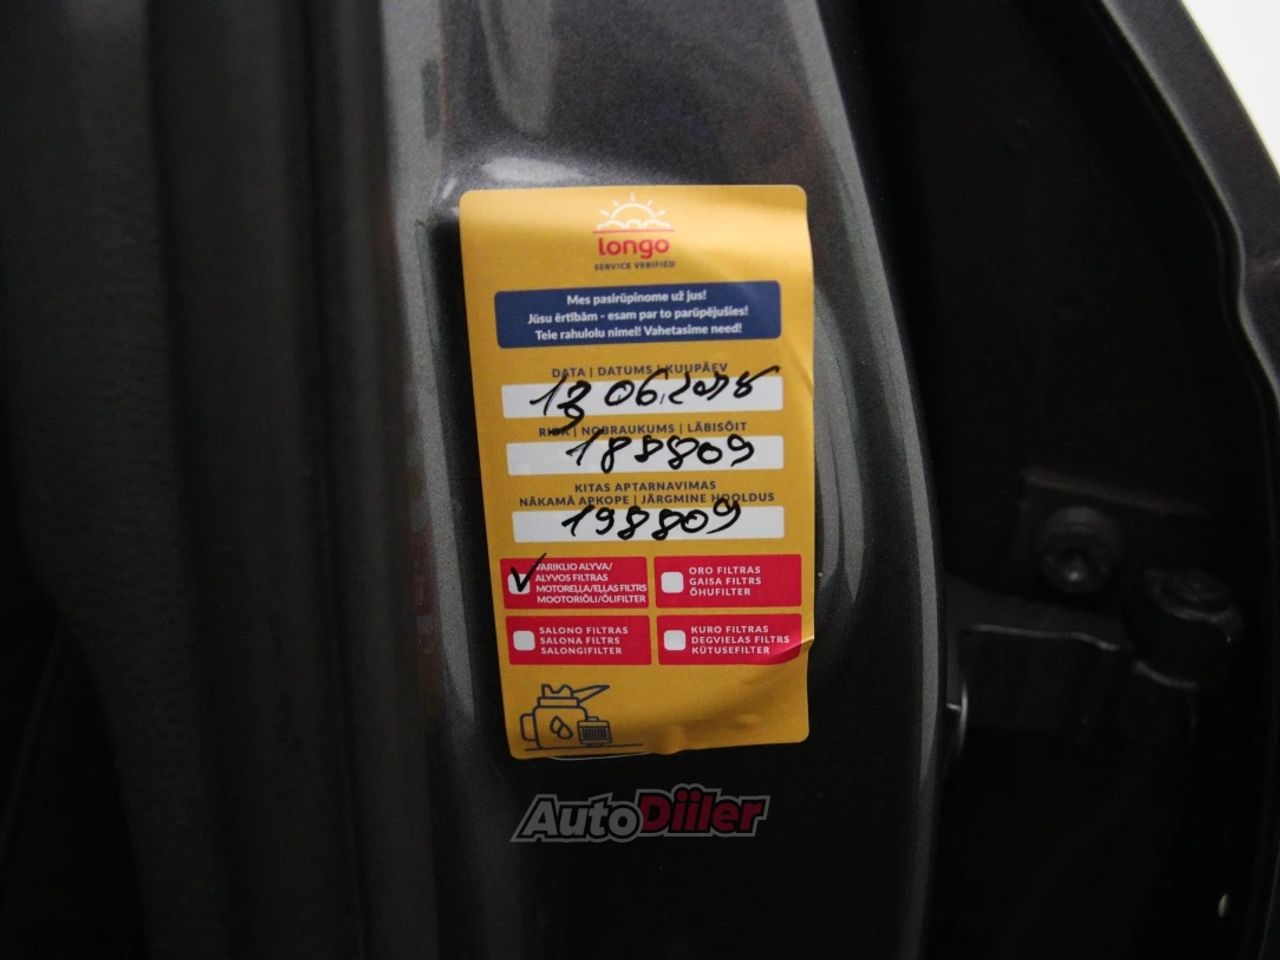 longo
SERVICE VERIFIED
Mes pasirūpinome už jus!
Jūsu ērtībām - esam par to parūpējušies!
Teie rahulolu nimel! Vahetasime need!
DATA | DATUMS | KUUPÄEV
13 06.2025
RIDA | NOBRAUKUMS | LÄBISÕIT
188809
KITAS APTARNAVIMAS
NĀKAMĀ APKOPE | JÄRGMINE HOOLDUS
198809
VARIKLIO ALYVA/
ALYVOS FILTRAS
MOTOREĻĻA/EĻĻAS FILTRS
MOOTORIÕLI/ÕLIFILTER
ORO FILTRAS
GAISA FILTRS
ÕHUFILTER
SALONO FILTRAS
SALONA FILTRS
SALONGIFILTER
KURO FILTRAS
DEGVIELAS FILTRS
KÜTUSEFILTER
AutoDiiler